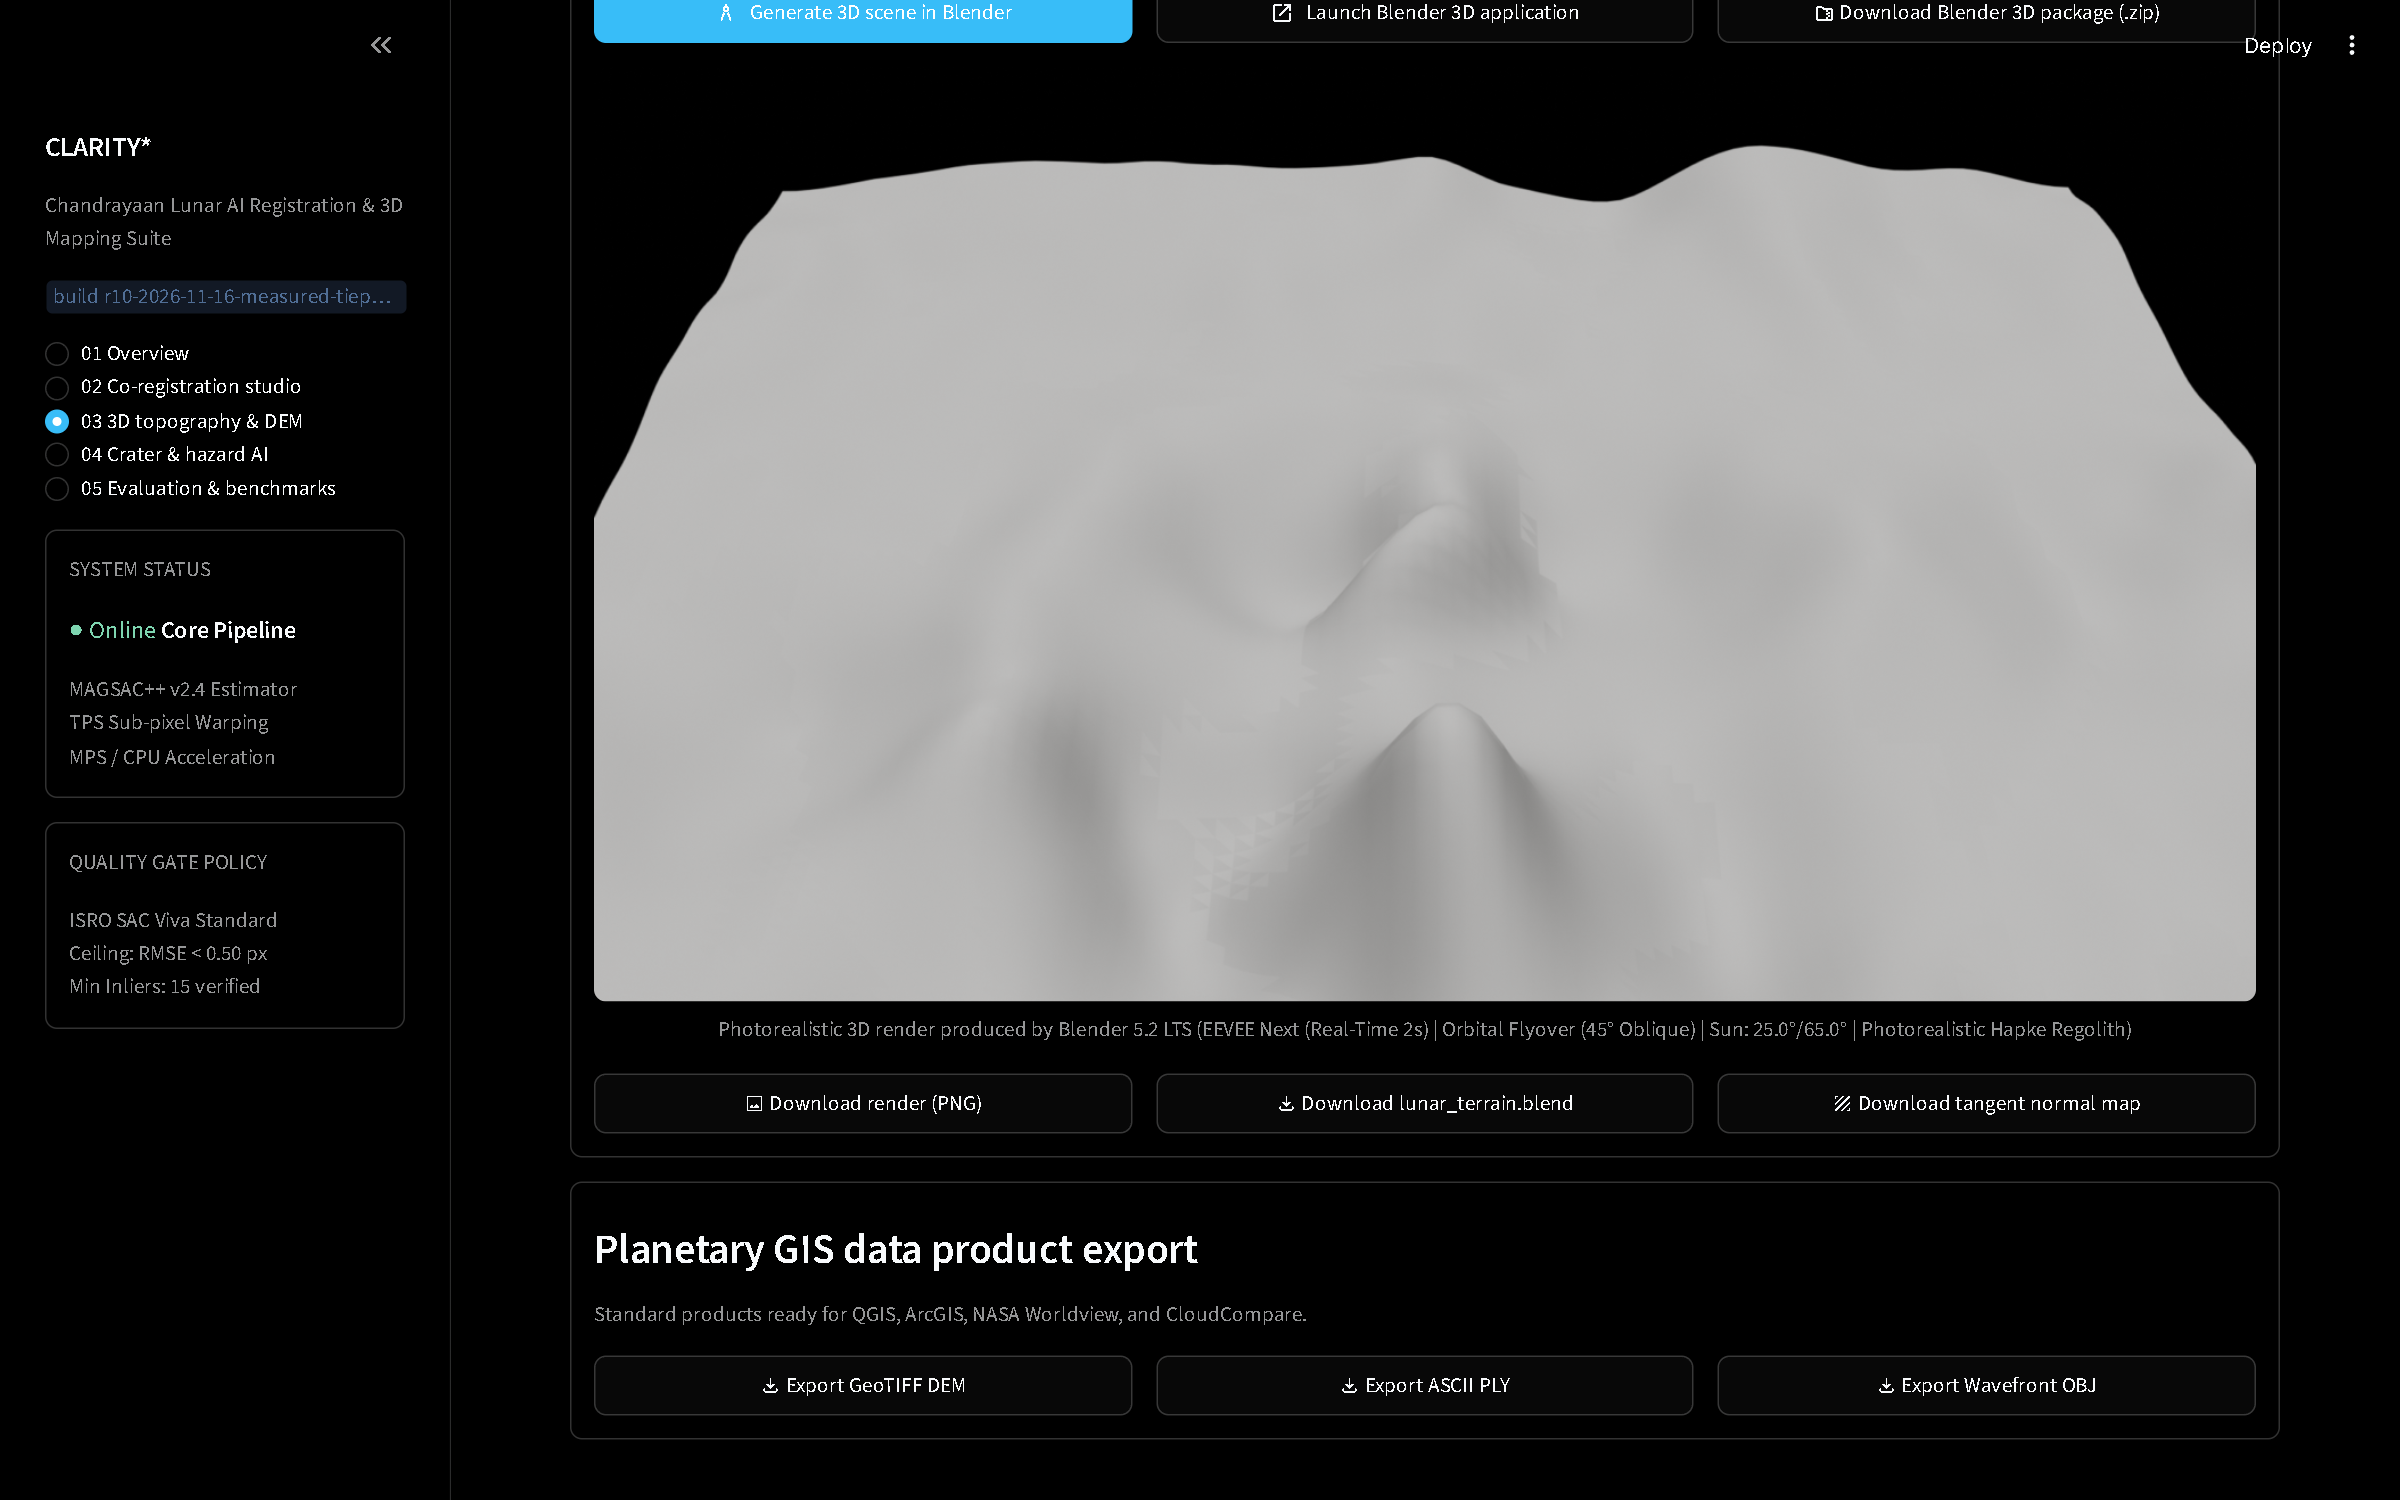 CLARITY*
Chandrayaan Lunar AI Registration & 3D
Mapping Suite
build r10-2026-11-16-measured-tiep...
01 Overview
02 Co-registration studio
03 3D topography & DEM
04 Crater & hazard AI
05 Evaluation & benchmarks
SYSTEM STATUS
Online Core Pipeline
MAGSAC++ v2.4 Estimator
TPS Sub-pixel Warping
MPS / CPU Acceleration
QUALITY GATE POLICY
ISRO SAC Viva Standard
Ceiling: RMSE < 0.50 px
Min Inliers: 15 verified
Generate 3D scene in Blender
Launch Blender 3D application
Download Blender 3D package (.zip)
Deploy
Photorealistic 3D render produced by Blender 5.2 LTS (EEVEE Next (Real-Time 2s) | Orbital Flyover (45° Oblique) | Sun: 25.0°/65.0° | Photorealistic Hapke Regolith)
Download render (PNG)
Download lunar_terrain.blend
Download tangent normal map
Planetary GIS data product export
Standard products ready for QGIS, ArcGIS, NASA Worldview, and CloudCompare.
Export GeoTIFF DEM
Export ASCII PLY
Export Wavefront OBJ